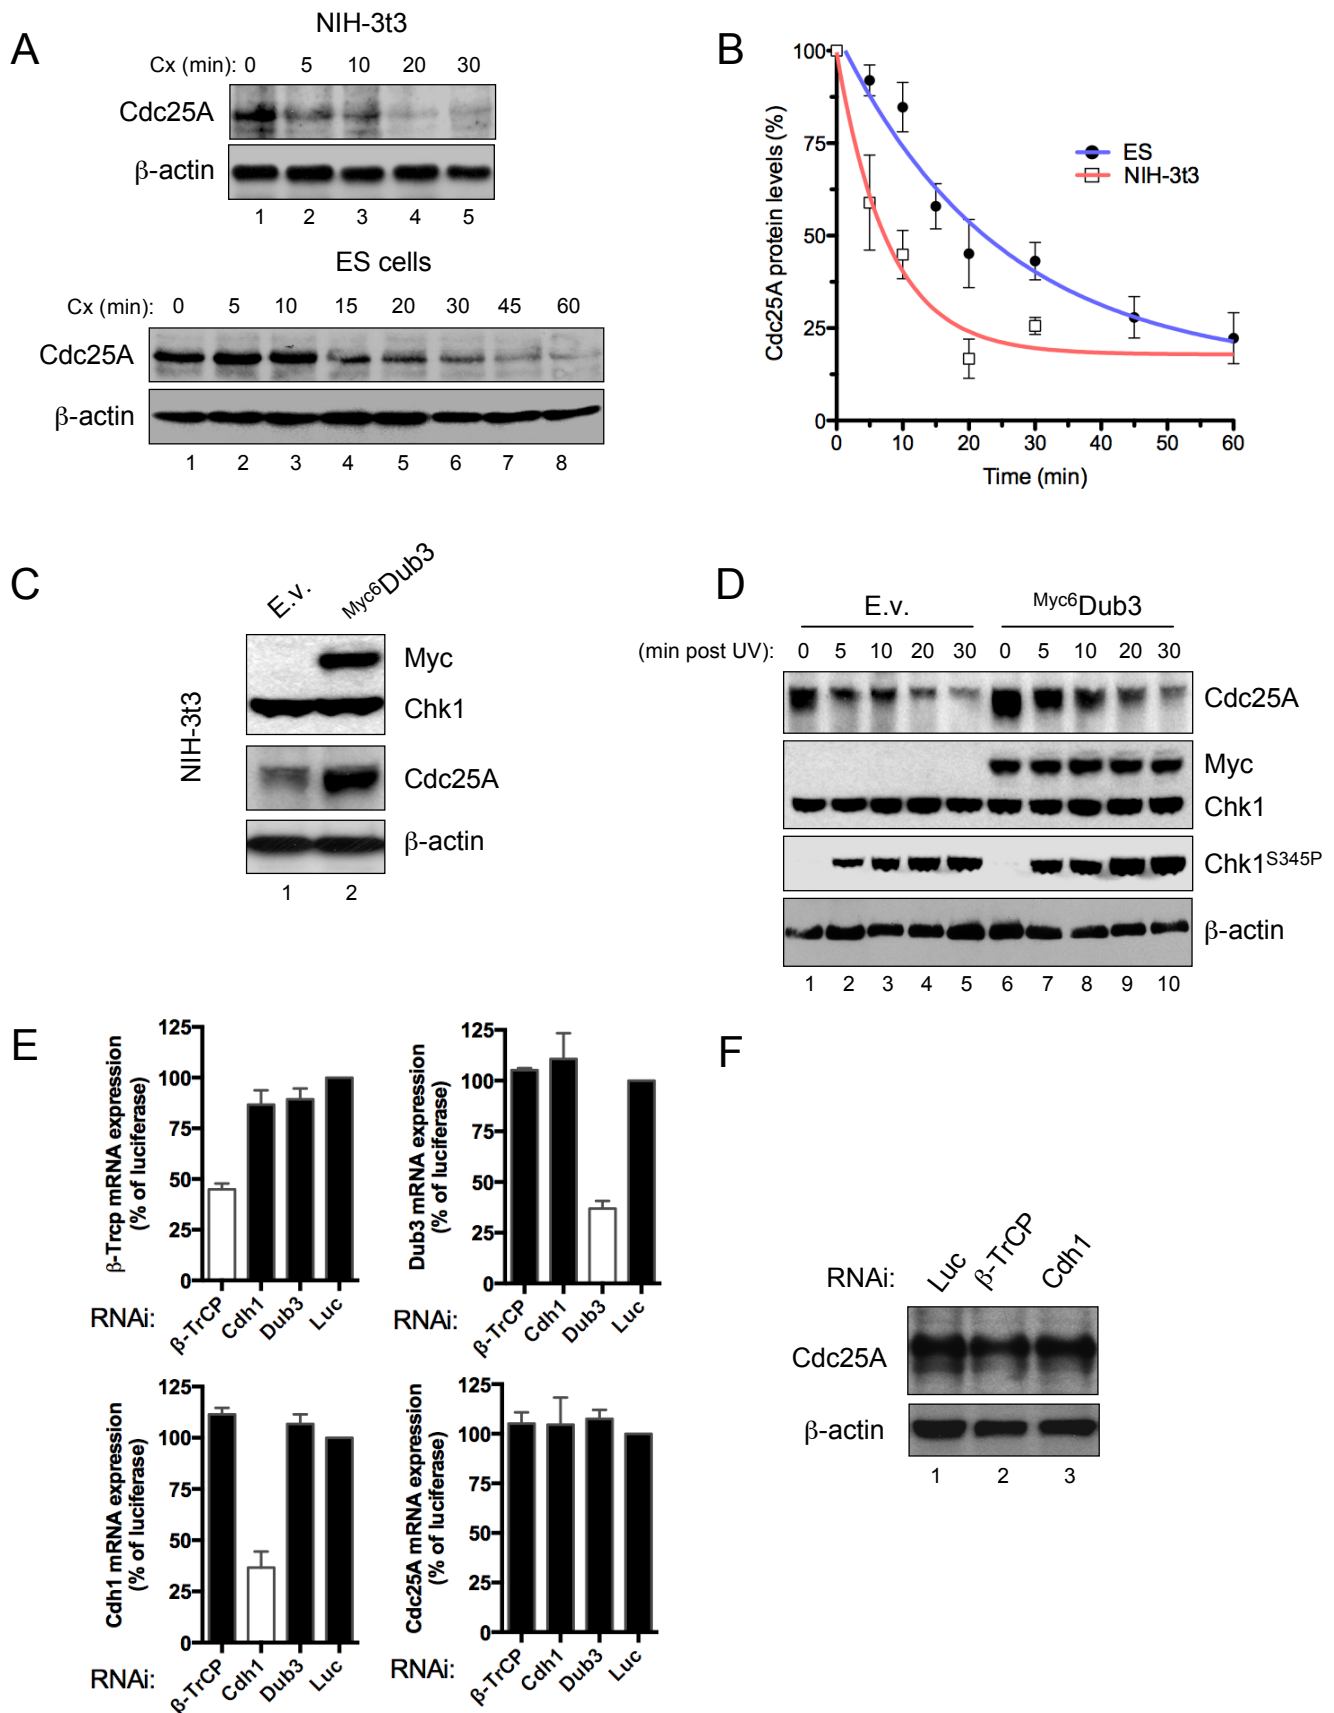 A
NIH-3t3
Cx (min): 0 5 10 20 30
Cdc25A
β-actin
1 2 3 4 5
ES cells
Cx (min): 0 5 10 15 20 30 45 60
Cdc25A
β-actin
1 2 3 4 5 6 7 8
B
Cdc25A protein levels (%)
100
75
50
25
0
ES
NIH-3t3
0 10 20 30 40 50 60
Time (min)
C
E.v. Myc6Dub3
NIH-3t3
Myc
Chk1
Cdc25A
β-actin
1 2
D
E.v. Myc6Dub3
(min post UV): 0 5 10 20 30 0 5 10 20 30
Cdc25A
Myc
Chk1
Chk1S345P
β-actin
1 2 3 4 5 6 7 8 9 10
E
β-Trcp mRNA expression
(% of luciferase)
125
100
75
50
25
0
RNAi: β-TrCP Cdh1 Dub3 Luc
Dub3 mRNA expression
(% of luciferase)
125
100
75
50
25
0
RNAi: β-TrCP Cdh1 Dub3 Luc
Cdh1 mRNA expression
(% of luciferase)
125
100
75
50
25
0
RNAi: β-TrCP Cdh1 Dub3 Luc
Cdc25A mRNA expression
(% of luciferase)
125
100
75
50
25
0
RNAi: β-TrCP Cdh1 Dub3 Luc
F
RNAi: Luc β-TrCP Cdh1
Cdc25A
β-actin
1 2 3